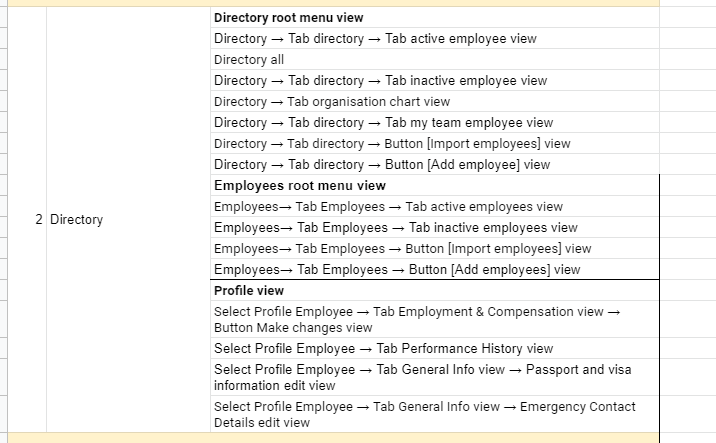 Directory root menu view
Directory → Tab directory → Tab active employee view
Directory all
Directory → Tab directory → Tab inactive employee view
Directory → Tab organisation chart view
Directory → Tab directory → Tab my team employee view
Directory → Tab directory → Button [Import employees] view
Directory → Tab directory → Button [Add employee] view
Employees root menu view
Employees→ Tab Employees → Tab active employees view
2 Directory
Employees→ Tab Employees → Tab inactive employees view
Employees→ Tab Employees → Button [Import employees] view
Employees→ Tab Employees → Button [Add employees] view
Profile view
Select Profile Employee → Tab Employment & Compensation view →
Button Make changes view
Select Profile Employee → Tab Performance History view
Select Profile Employee → Tab General Info view → Passport and visa
information edit view
Select Profile Employee → Tab General Info view → Emergency Contact
Details edit view